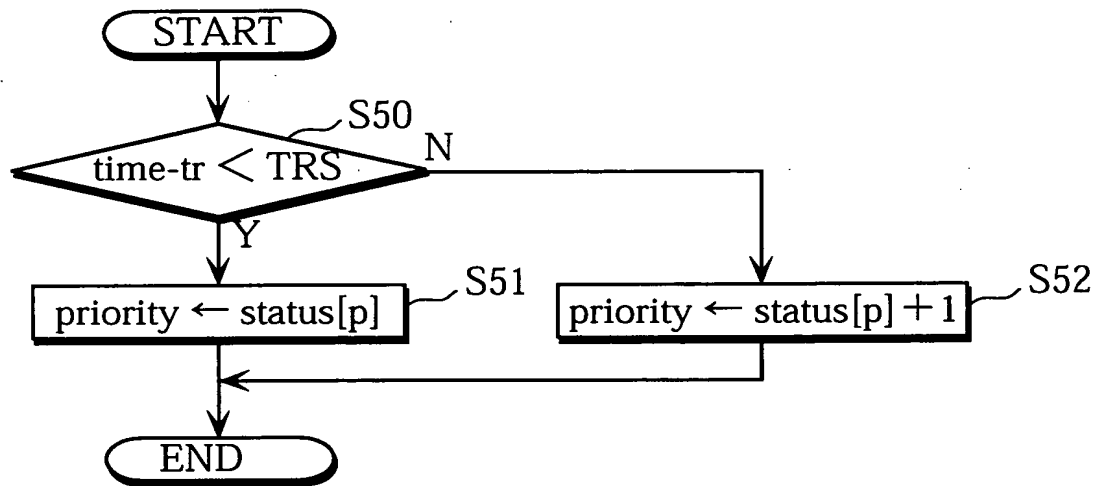 START
S50
time-tr < TRS
N
Y
priority ← status[p]
S51
priority ← status[p]+1
S52
END